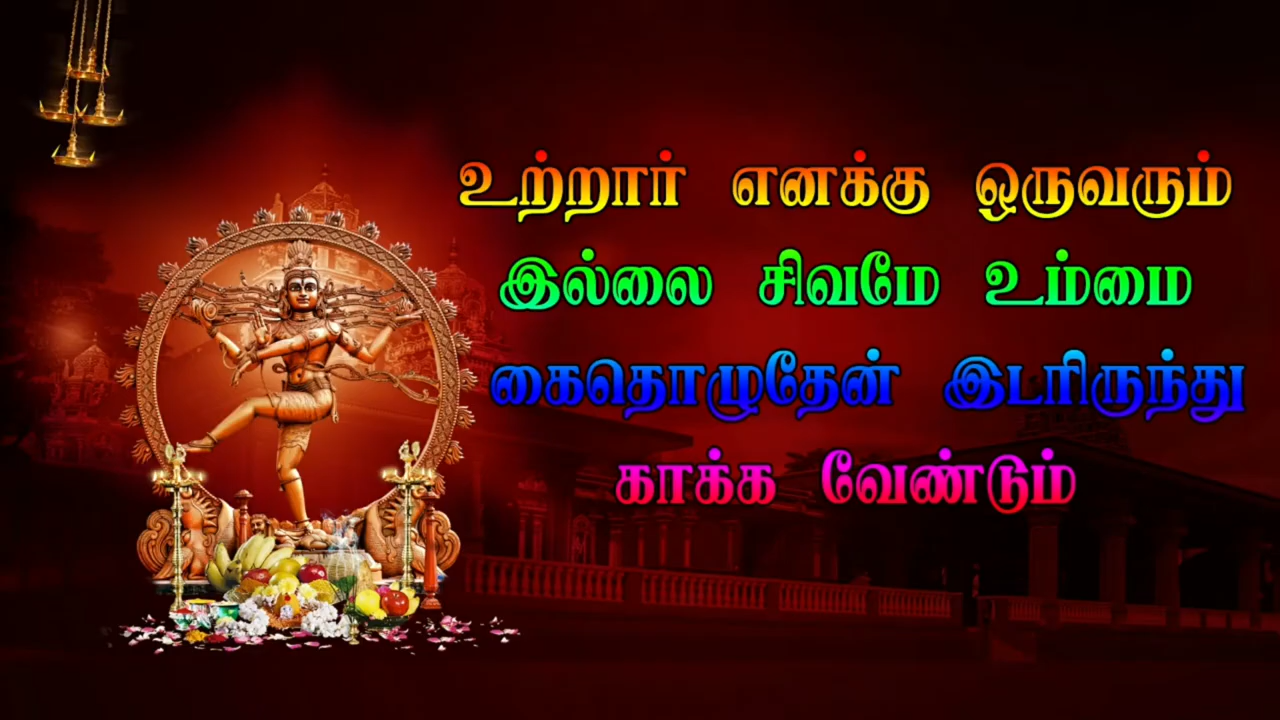 உற்றார் எனக்கு ஒருவரும்
இல்லை சிவமே உம்மை
கைதொழுதேன் இடரிருந்து
காக்க வேண்டும்